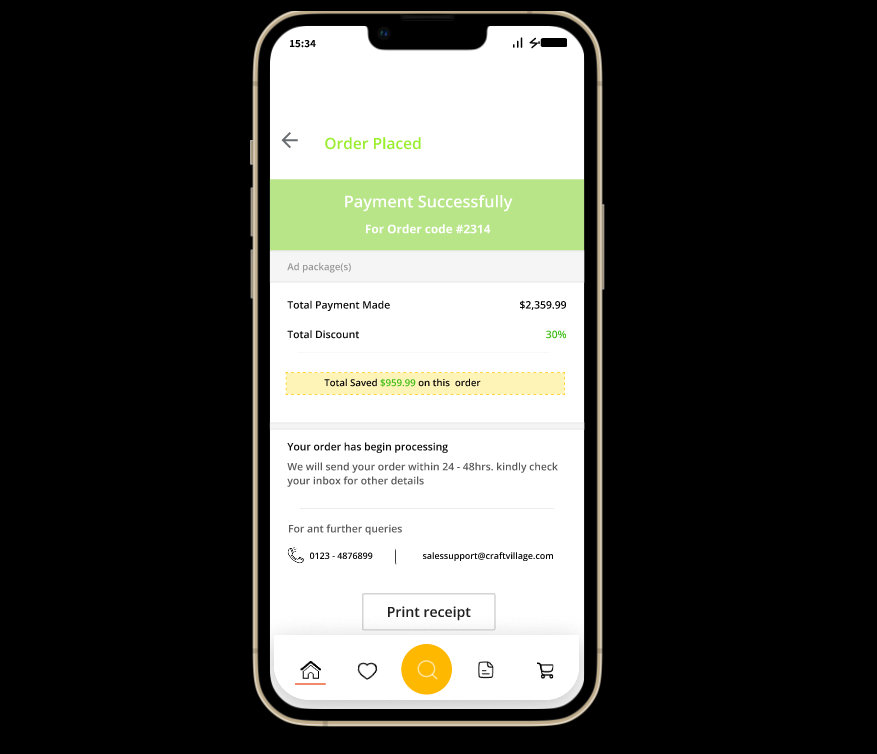 15:34
Order Placed
Payment Successfully
For Order code #2314
Ad package(s)
Total Payment Made $2,359.99
Total Discount 30%
Total Saved $959.99 on this order
Your order has begin processing
We will send your order within 24 - 48hrs. kindly check
your inbox for other details
For ant further queries
0123 - 4876899 | salessupport@craftvillage.com
Print receipt